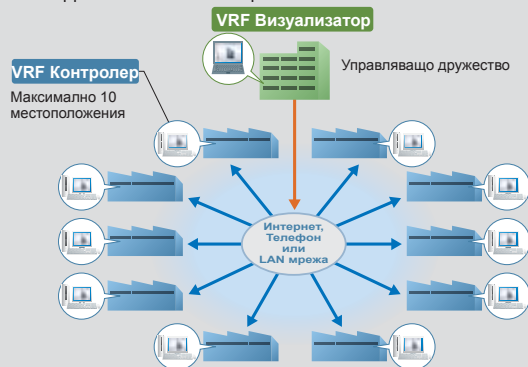 VRF Визуализатор
Управляващо дружество
VRF Контролер
Максимално 10
местоположения
Интернет,
Телефон
или
LAN мрежа